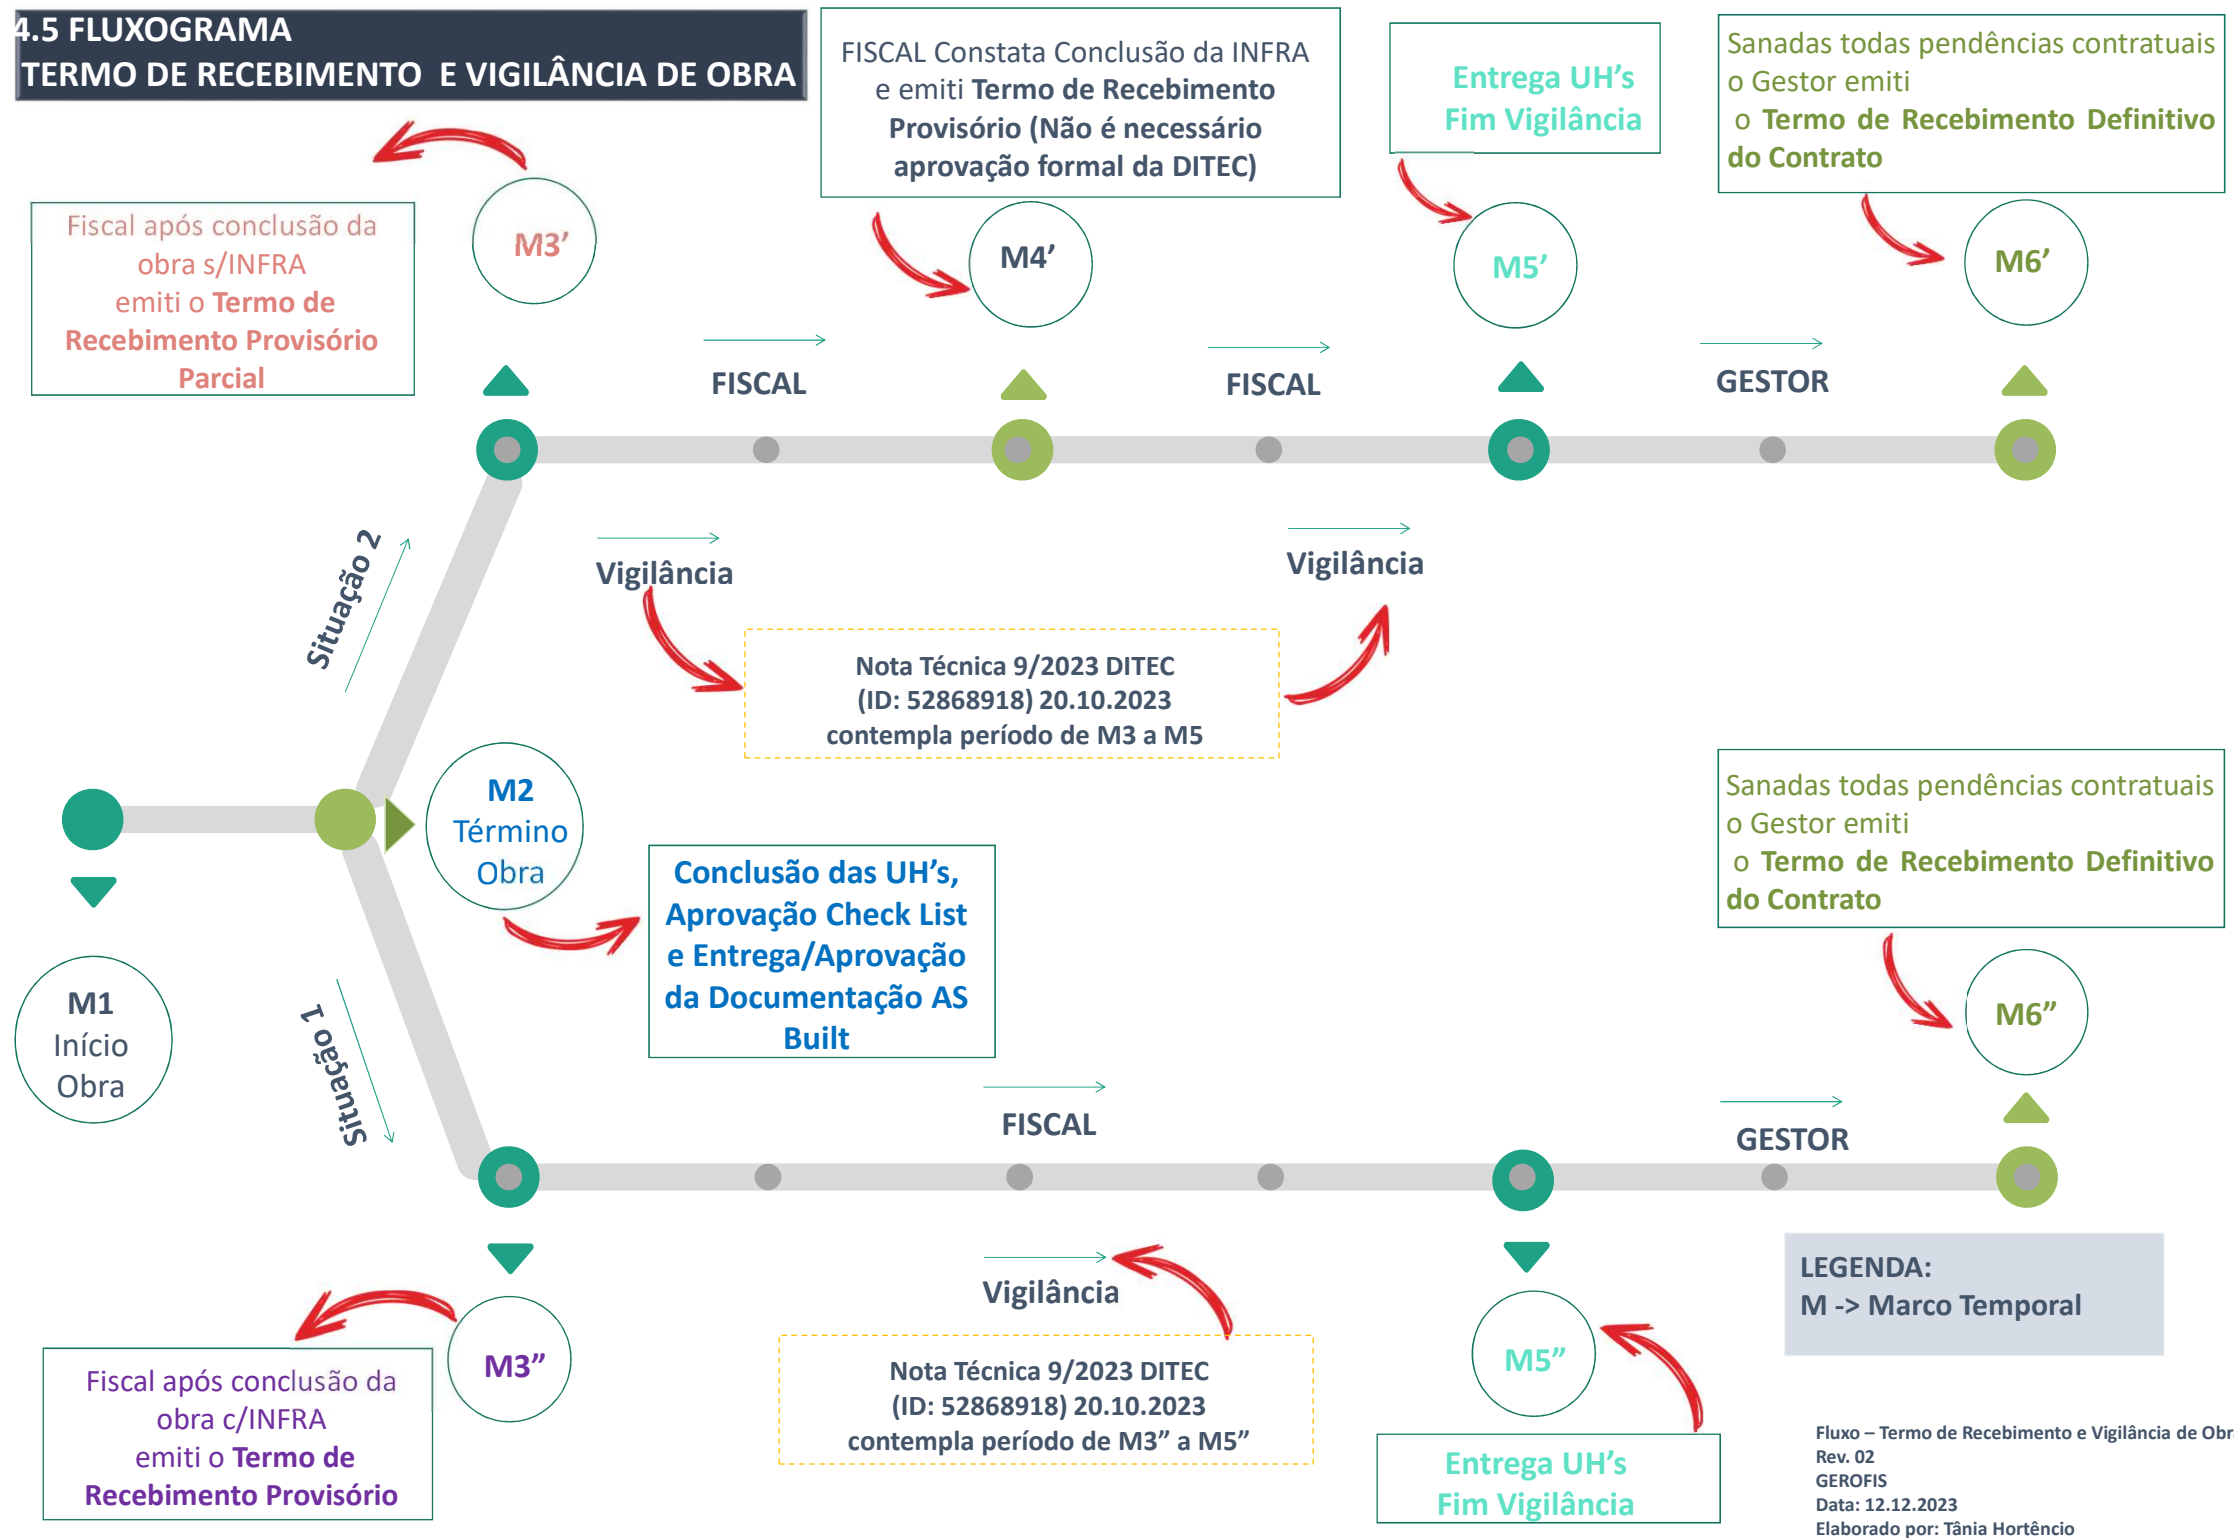 4.5 FLUXOGRAMA
TERMO DE RECEBIMENTO E VIGILÂNCIA DE OBRA
FISCAL Constata Conclusão da INFRA
e emiti Termo de Recebimento
Provisório (Não é necessário
aprovação formal da DITEC)
Entrega UH's
Fim Vigilância
Sanadas todas pendências contratuais
o Gestor emiti
o Termo de Recebimento Definitivo
do Contrato
Fiscal após conclusão da
obra s/INFRA
emiti o Termo de
Recebimento Provisório
Parcial
M3’
M4’
M5’
M6’
FISCAL
FISCAL
GESTOR
Situação 2
Vigilância
Vigilância
Nota Técnica 9/2023 DITEC
(ID: 52868918) 20.10.2023
contempla período de M3 a M5
M2
Término
Obra
Conclusão das UH’s,
Aprovação Check List
e Entrega/Aprovação
da Documentação AS
Built
Sanadas todas pendências contratuais
o Gestor emiti
o Termo de Recebimento Definitivo
do Contrato
M1
Início
Obra
Situação 1
M6”
FISCAL
GESTOR
Vigilância
M3”
Fiscal após conclusão da
obra c/INFRA
emiti o Termo de
Recebimento Provisório
Nota Técnica 9/2023 DITEC
(ID: 52868918) 20.10.2023
contempla período de M3” a M5”
M5”
Entrega UH’s
Fim Vigilância
LEGENDA:
M -> Marco Temporal
Fluxo – Termo de Recebimento e Vigilância de Obra
Rev. 02
GEROFIS
Data: 12.12.2023
Elaborado por: Tânia Hortêncio